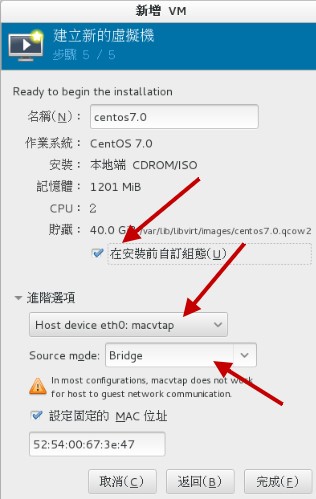 新增 VM
建立新的虛擬機
步驟 5 / 5
Ready to begin the installation
名稱(N): centos7.0
作業系統: CentOS 7.0
安裝: 本地端 CDROM/ISO
記憶體: 1201 MiB
CPU: 2
貯藏: 40.0 G /var/lib/libvirt/images/centos7.0.qcow2
在安裝前自訂組態(U)
進階選項
Host device eth0: macvtap
Source mode: Bridge
In most configurations, macvtap does not work
for host to guest network communication.
設定固定的 MAC 位址
52:54:00:67:3e:47
取消(C) 返回(B) 完成(F)